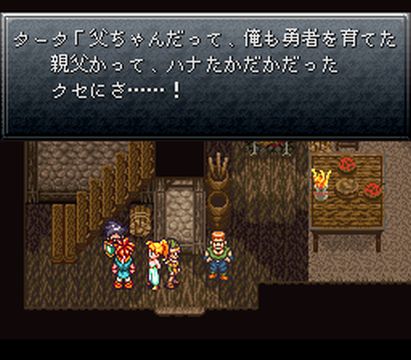 タータ「父ちゃんだって、俺も勇者を育てた
親父かって、ハナたかだかだった
クセにさ……！